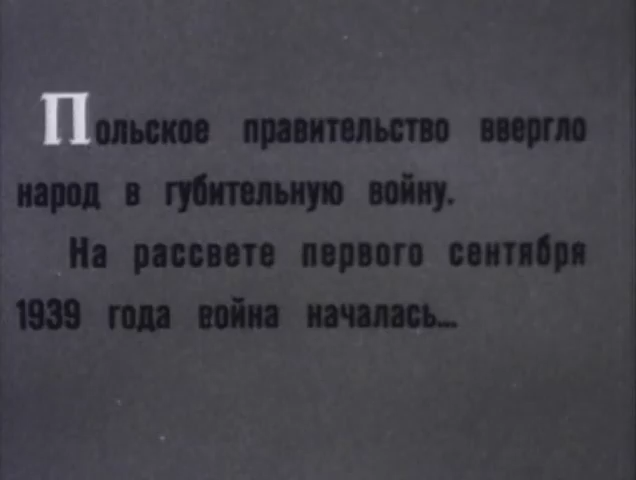 Польское правительство ввергло
народ в губительную войну.
На рассвете первого сентября
1939 года война началась...